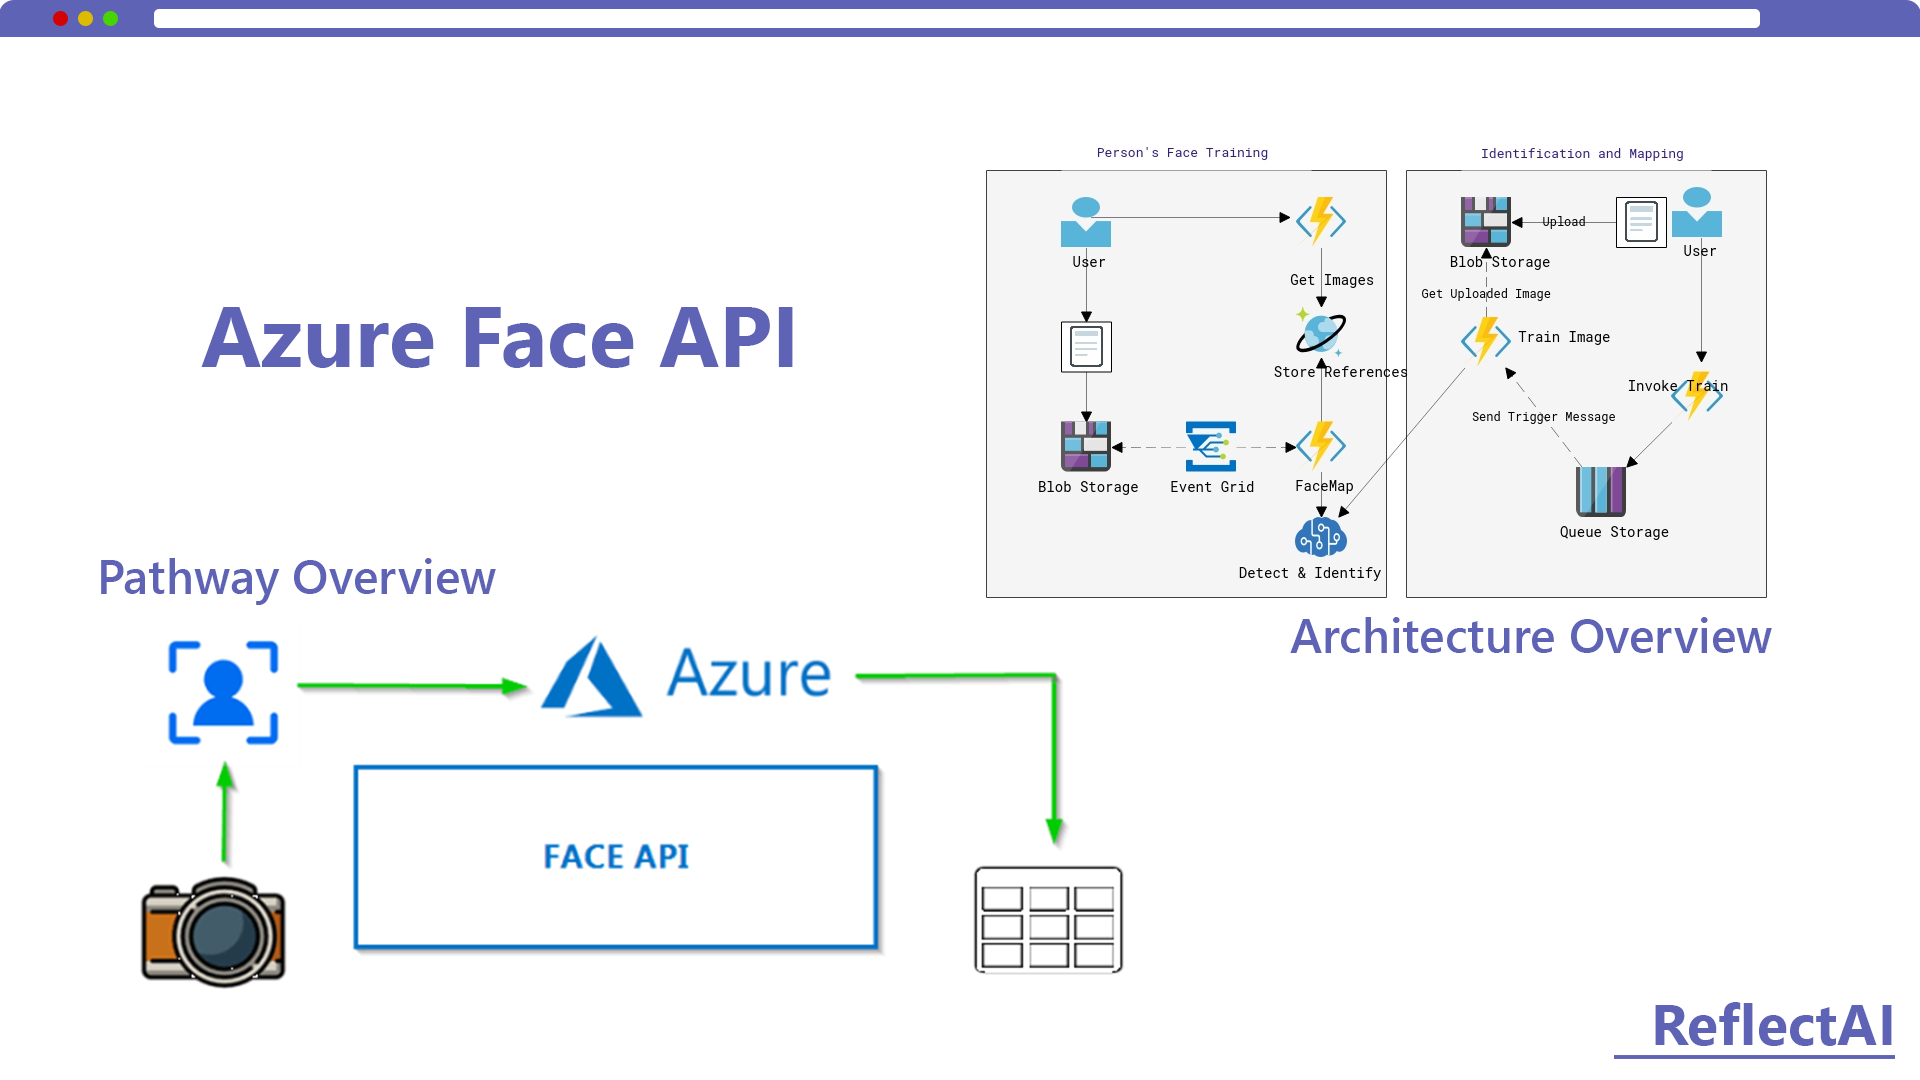 Azure Face API
Person's Face Training
User
Get Images
Store References
Blob Storage
Event Grid
FaceMap
Detect & Identify
Identification and Mapping
Upload
Blob Storage
User
Get Uploaded Image
Train Image
Invoke Train
Send Trigger Message
Queue Storage
Architecture Overview
Pathway Overview
Azure
FACE API
ReflectAI